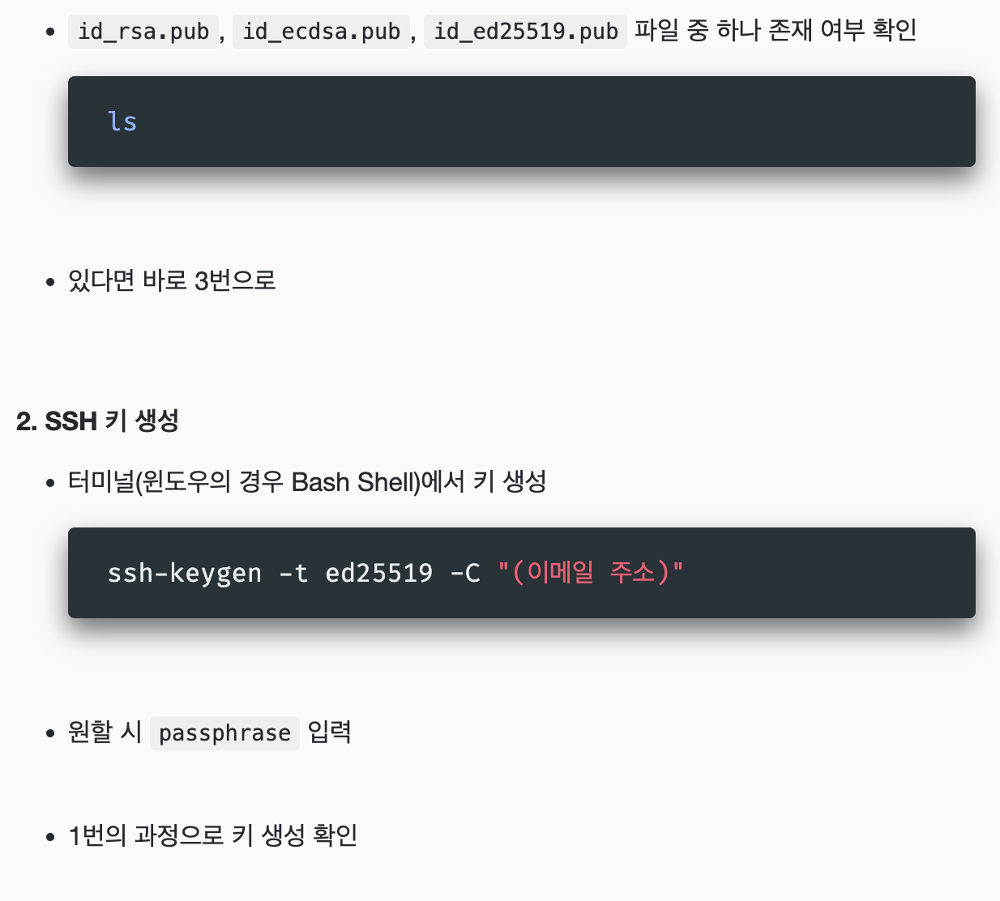 id_rsa.pub, id_ecdsa.pub, id_ed25519.pub 파일 중 하나 존재 여부 확인
ls
있다면 바로 3번으로
2. SSH 키 생성
터미널(윈도우의 경우 Bash Shell)에서 키 생성
ssh-keygen -t ed25519 -C "(이메일 주소)"
원할 시 passphrase 입력
1번의 과정으로 키 생성 확인